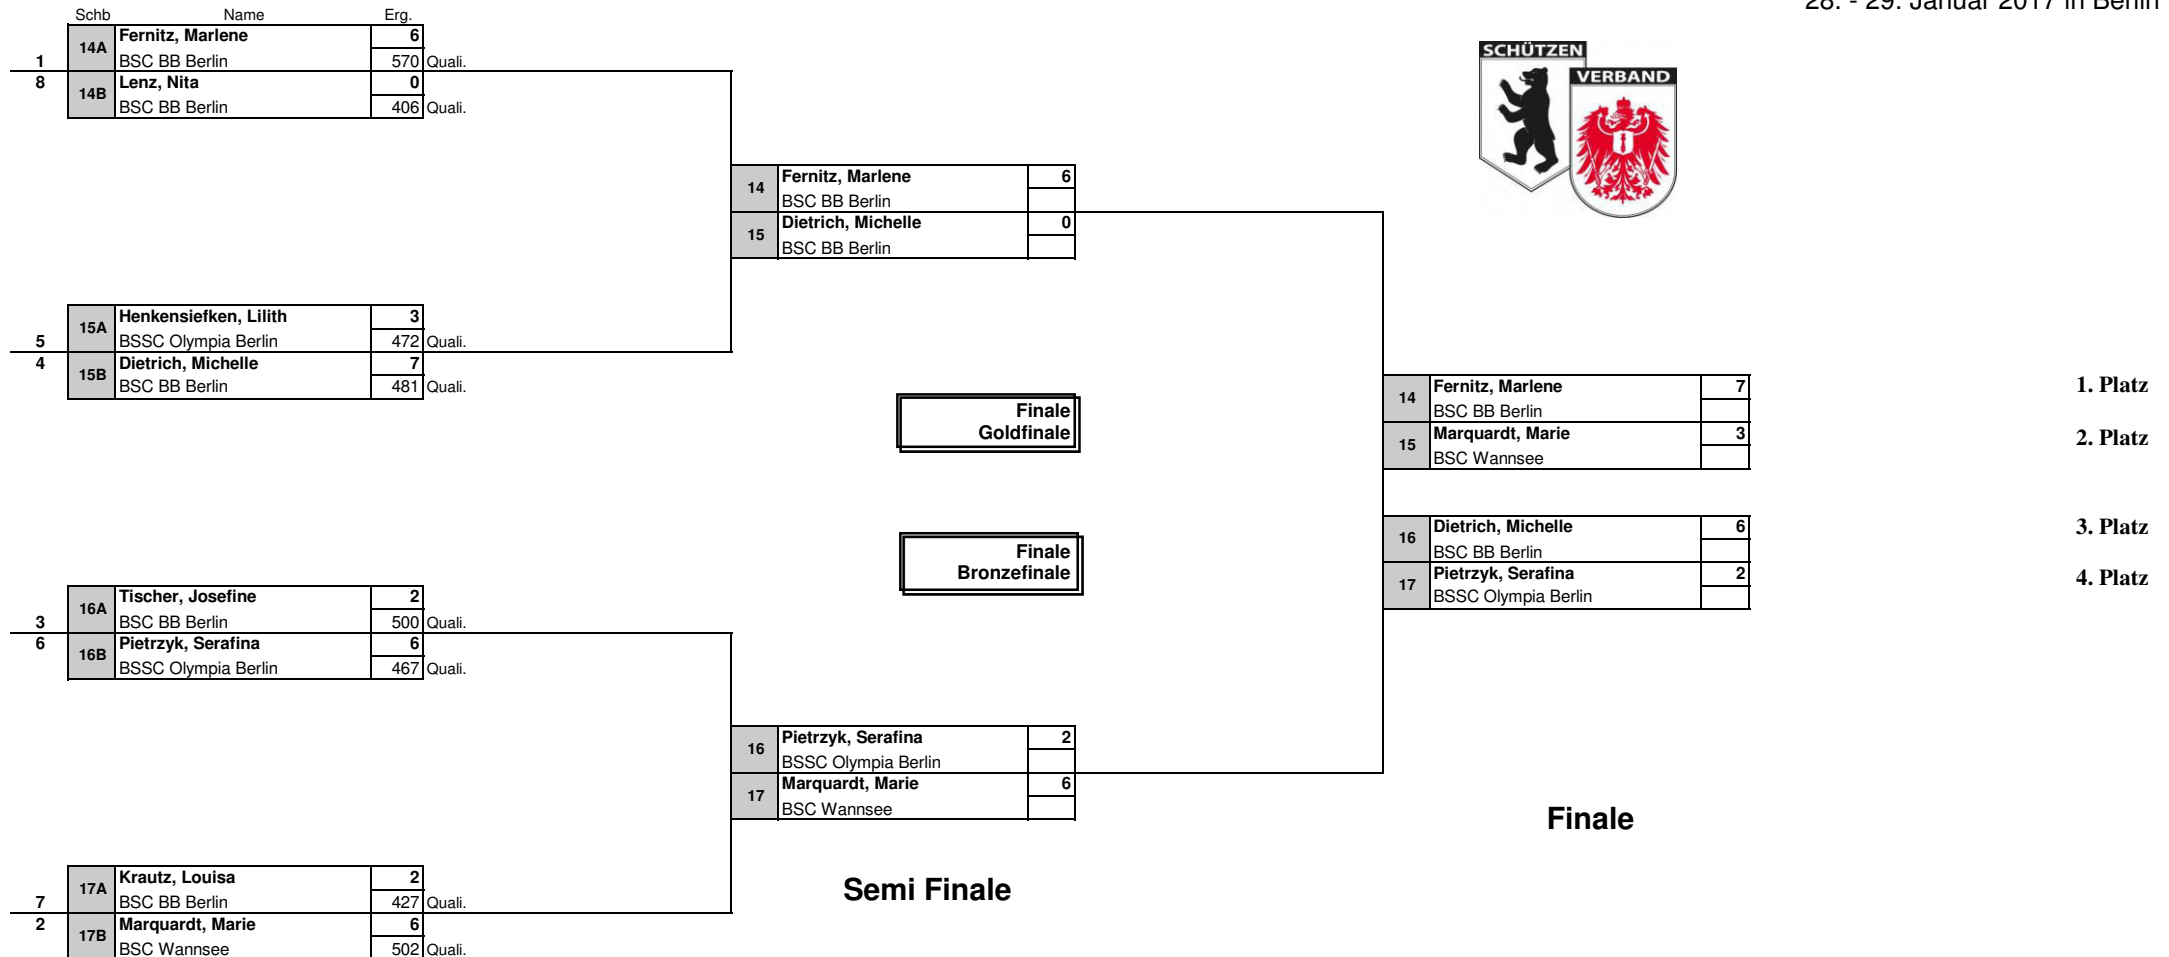 28. - 29. Januar 2017 in Berlin
Schb Name Erg.
14A Fernitz, Marlene 6
1 BSC BB Berlin 570 Quali.
8 14B Lenz, Nita 0
BSC BB Berlin 406 Quali.
SCHÜTZEN
VERBAND
14 Fernitz, Marlene 6
BSC BB Berlin
15 Dietrich, Michelle 0
BSC BB Berlin
15A Henkensiefken, Lilith 3
5 BSSC Olympia Berlin 472 Quali.
4 15B Dietrich, Michelle 7
BSC BB Berlin 481 Quali.
Finale
Goldfinale
14 Fernitz, Marlene 7 1. Platz
BSC BB Berlin
15 Marquardt, Marie 3 2. Platz
BSC Wannsee
Finale
Bronzefinale
16 Dietrich, Michelle 6 3. Platz
BSC BB Berlin
17 Pietrzyk, Serafina 2 4. Platz
BSSC Olympia Berlin
16A Tischer, Josefine 2
3 BSC BB Berlin 500 Quali.
6 16B Pietrzyk, Serafina 6
BSSC Olympia Berlin 467 Quali.
16 Pietrzyk, Serafina 2
BSSC Olympia Berlin
17 Marquardt, Marie 6
BSC Wannsee
Finale
Semi Finale
17A Krautz, Louisa 2
7 BSC BB Berlin 427 Quali.
2 17B Marquardt, Marie 6
BSC Wannsee 502 Quali.